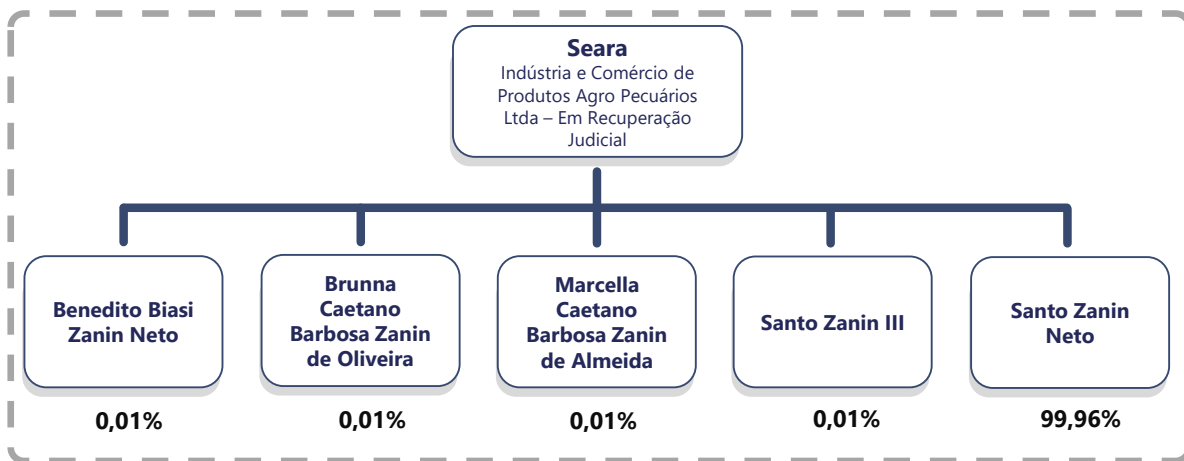 Seara
Indústria e Comércio de
Produtos Agro Pecuários
Ltda – Em Recuperação
Judicial
Benedito Biasi
Zanin Neto
Brunna
Caetano
Barbosa Zanin
de Oliveira
Marcella
Caetano
Barbosa Zanin
de Almeida
Santo Zanin III
Santo Zanin
Neto
0,01%
0,01%
0,01%
0,01%
99,96%